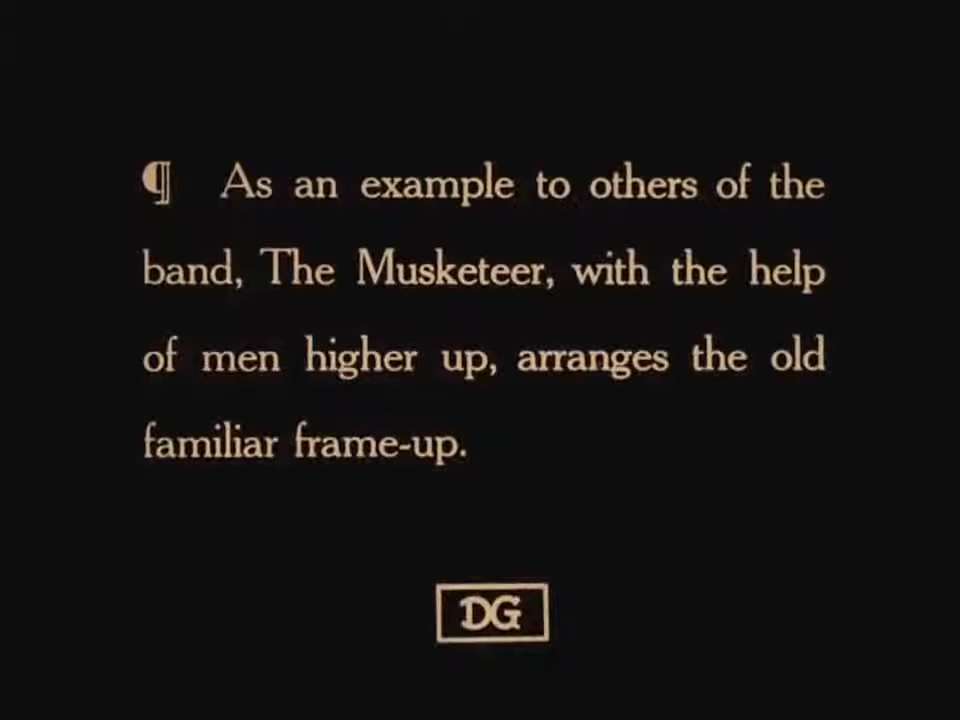 ¶ As an example to others of the
band, The Musketeer, with the help
of men higher up, arranges the old
familiar frame-up.
DG